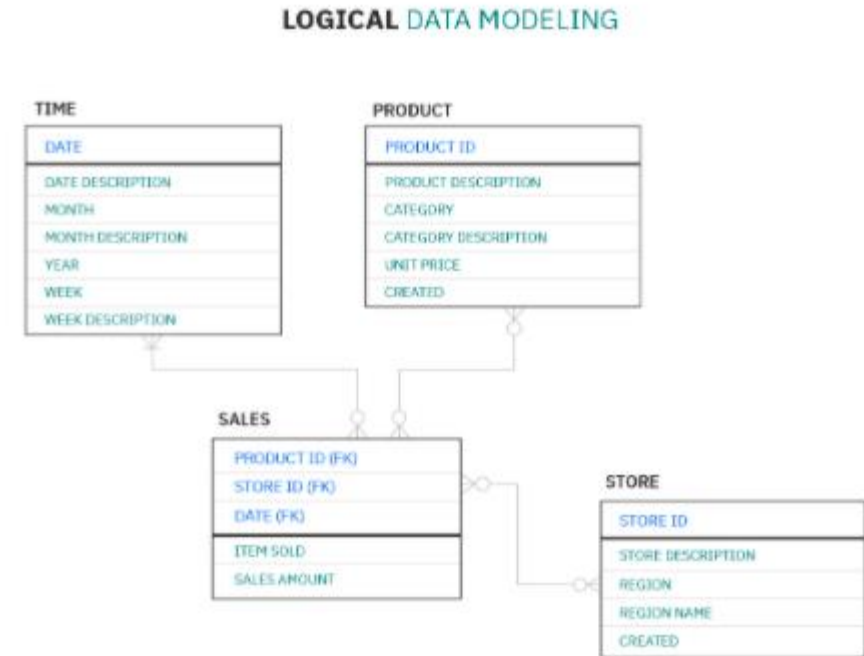 LOGICAL DATA MODELING
TIME
DATE
DATE DESCRIPTION
MONTH
MONTH DESCRIPTION
YEAR
WEEK
WEEK DESCRIPTION
PRODUCT
PRODUCT ID
PRODUCT DESCRIPTION
CATEGORY
CATEGORY DESCRIPTION
UNIT PRICE
CREATED
SALES
PRODUCT ID (FK)
STORE ID (FK)
DATE (FK)
ITEM SOLD
SALES AMOUNT
STORE
STORE ID
STORE DESCRIPTION
REGION
REGION NAME
CREATED